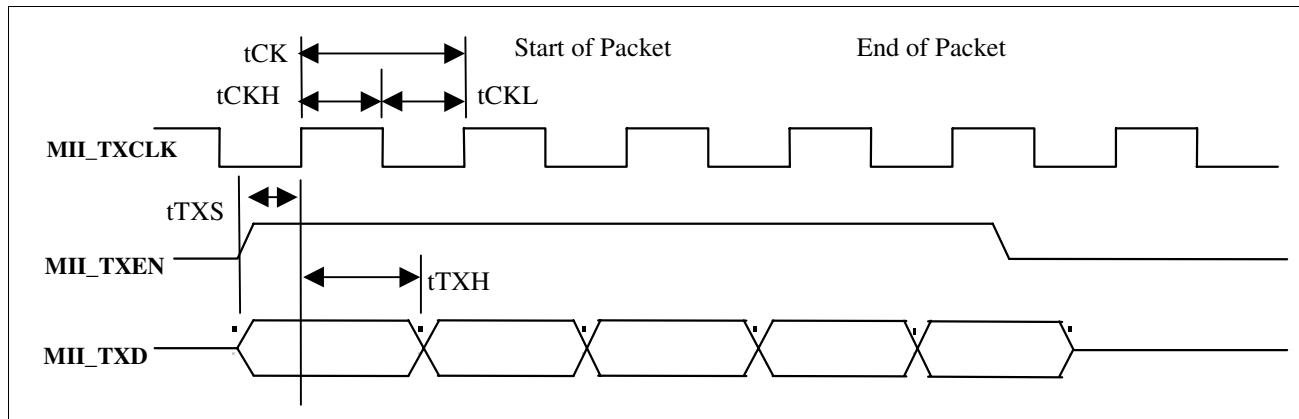 tCK
Start of Packet
End of Packet
tCKH
tCKL
MII_TXCLK
tTXS
MII_TXEN
tTXH
MII_TXD